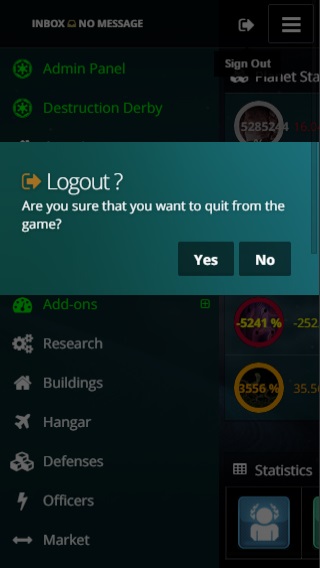 INBOX NO MESSAGE
Sign Out
Admin Panel
Planet Sta
Destruction Derby
5285244
Logout ?
Are you sure that you want to quit from the
game?
Yes No
Add-ons
-5241 % -252.
Research
Buildings
3556 % 35.50
Hangar
Defenses
Statistics
Officers
Market